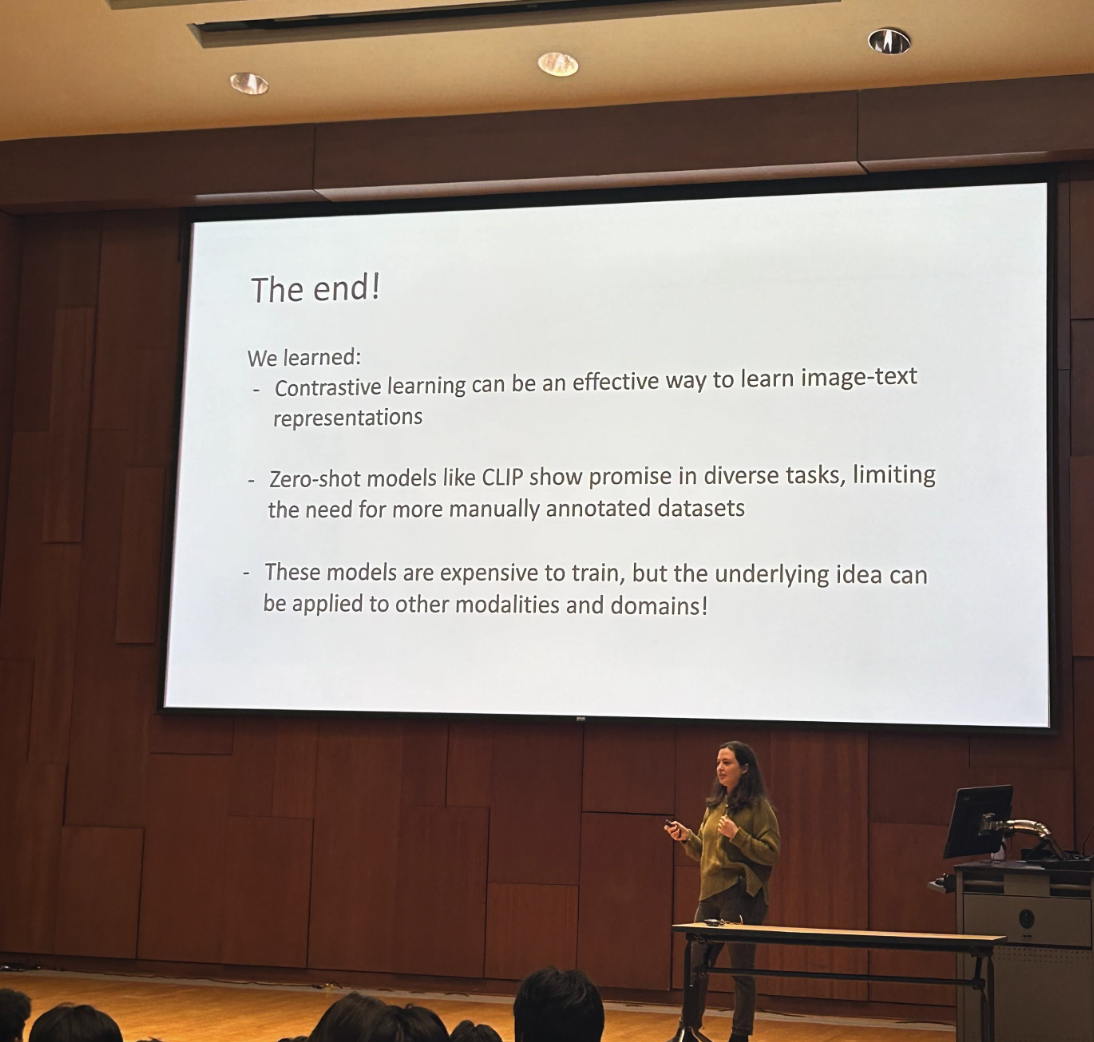 The end!
We learned:
- Contrastive learning can be an effective way to learn image-text
representations
- Zero-shot models like CLIP show promise in diverse tasks, limiting
the need for more manually annotated datasets
- These models are expensive to train, but the underlying idea can
be applied to other modalities and domains!